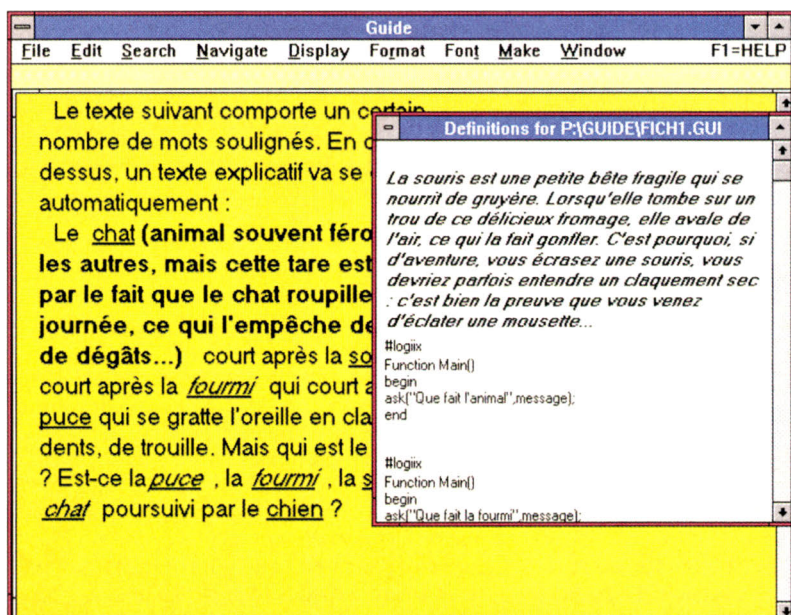 Guide
File Edit Search Navigate Display Format Font Make Window F1=HELP
Le texte suivant comporte un certain
nombre de mots soulignés. En
dessus, un texte explicatif va se
automatiquement :
Le chat (animal souvent
les autres, mais cette tare est
par le fait que le chat roupille
journée, ce qui l'empêche
de dégâts...) court après la
court après la fourmi qui court
puce qui se gratte l'oreille en
dents, de trouille. Mais qui est le
? Est-ce la puce , la fourmi , la
chat poursuivi par le chien ?
Definitions for P:\GUIDE\FICH1.GUI
La souris est une petite bête fragile qui se
nourrit de gruyère. Lorsqu'elle tombe sur un
trou de ce délicieux fromage, elle avale de
l'air, ce qui la fait gonfler. C'est pourquoi, si
d'aventure, vous écrasez une souris, vous
devriez parfois entendre un claquement sec
: c'est bien la preuve que vous venez
d'éclater une mousette...
#logiix
Function Main()
begin
ask("Que fait l'animal",message);
end
#logiix
Function Main()
begin
ask("Que fait la fourmi",message);